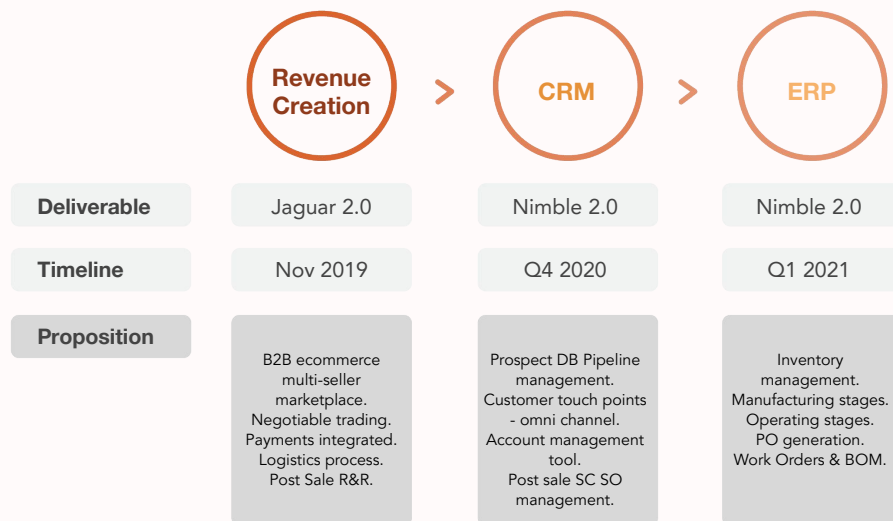 Revenue
Creation
>
CRM
>
ERP
Deliverable
Jaguar 2.0
Nimble 2.0
Nimble 2.0
Timeline
Nov 2019
Q4 2020
Q1 2021
Proposition
B2B ecommerce
multi-seller
marketplace.
Negotiable trading.
Payments integrated.
Logistics process.
Post Sale R&R.
Prospect DB Pipeline
management.
Customer touch points
- omni channel.
Account management
tool.
Post sale SC SO
management.
Inventory
management.
Manufacturing stages.
Operating stages.
PO generation.
Work Orders & BOM.